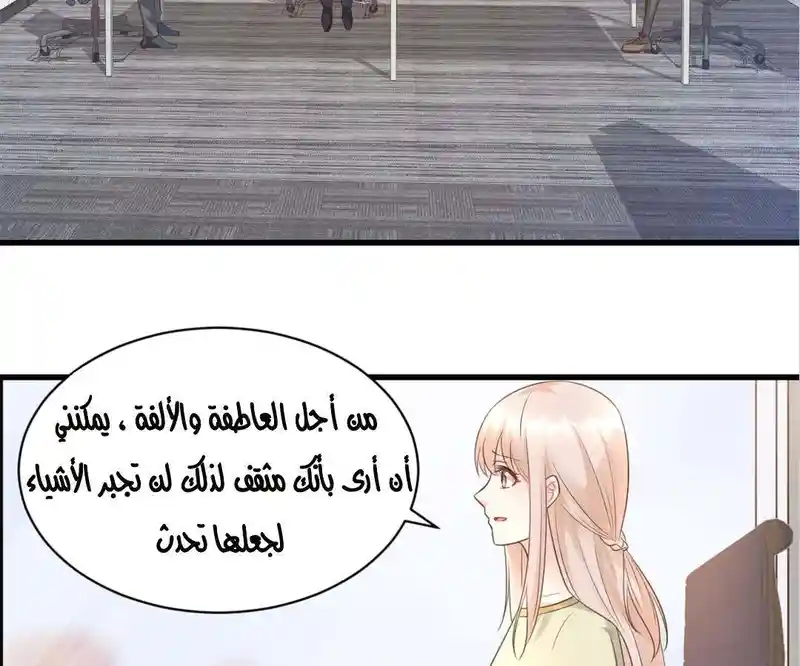 من أجل العاطفة والألفة ، يمكنني
أن أرى بأنك مثقف لذلك لن تجبر الأشياء
لجعلها تحدث